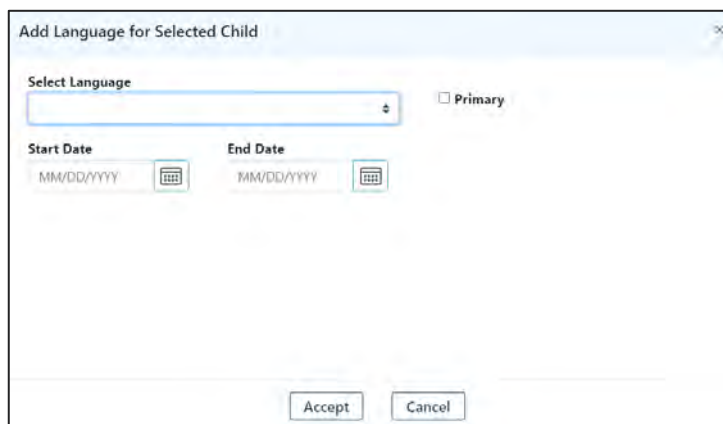 Add Language for Selected Child ×
Select Language
Primary
Start Date End Date
MM/DD/YYYY MM/DD/YYYY
Accept Cancel